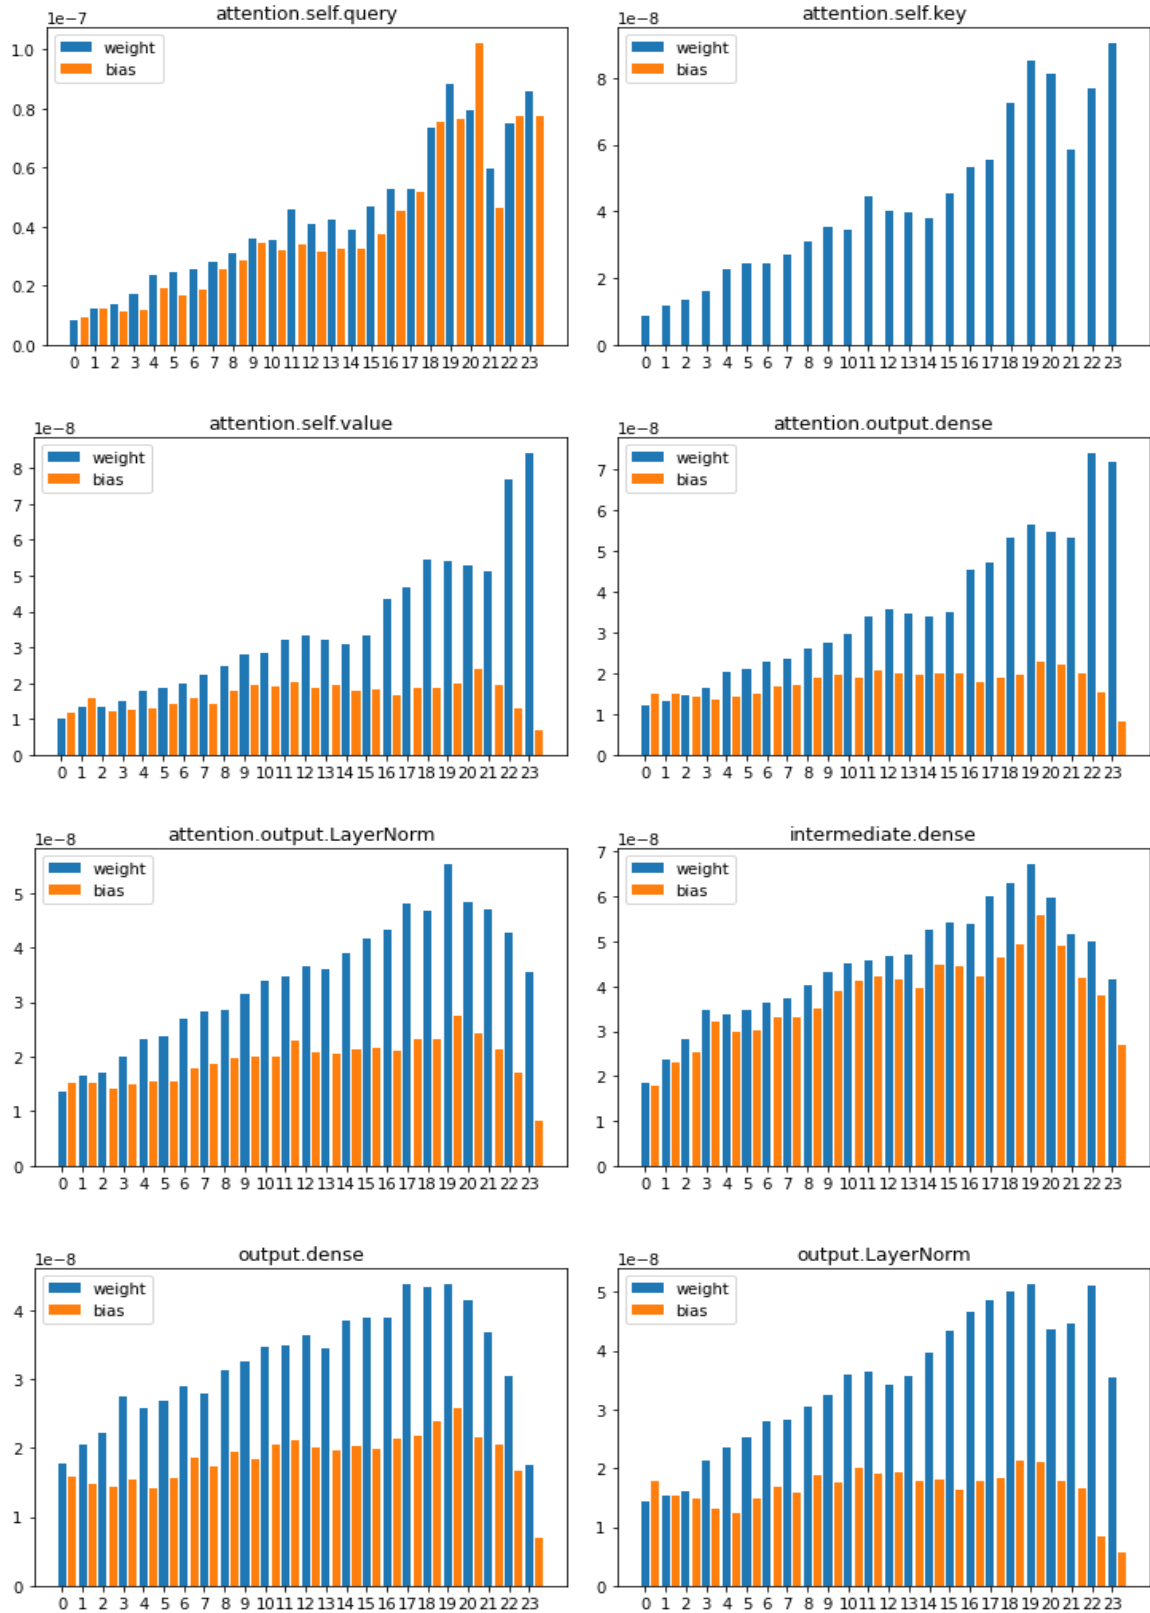 attention.self.query
1e−7
weight
bias
1.0
0.8
0.6
0.4
0.2
0.0
0 1 2 3 4 5 6 7 8 9 10 11 12 13 14 15 16 17 18 19 20 21 22 23
attention.self.key
1e−8
weight
bias
8
6
4
2
0
0 1 2 3 4 5 6 7 8 9 10 11 12 13 14 15 16 17 18 19 20 21 22 23
attention.self.value
1e−8
weight
bias
8
7
6
5
4
3
2
1
0
0 1 2 3 4 5 6 7 8 9 10 11 12 13 14 15 16 17 18 19 20 21 22 23
attention.output.dense
1e−8
weight
bias
7
6
5
4
3
2
1
0
0 1 2 3 4 5 6 7 8 9 10 11 12 13 14 15 16 17 18 19 20 21 22 23
attention.output.LayerNorm
1e−8
weight
bias
5
4
3
2
1
0
0 1 2 3 4 5 6 7 8 9 10 11 12 13 14 15 16 17 18 19 20 21 22 23
intermediate.dense
1e−8
weight
bias
7
6
5
4
3
2
1
0
0 1 2 3 4 5 6 7 8 9 10 11 12 13 14 15 16 17 18 19 20 21 22 23
output.dense
1e−8
weight
bias
4
3
2
1
0
0 1 2 3 4 5 6 7 8 9 10 11 12 13 14 15 16 17 18 19 20 21 22 23
output.LayerNorm
1e−8
weight
bias
5
4
3
2
1
0
0 1 2 3 4 5 6 7 8 9 10 11 12 13 14 15 16 17 18 19 20 21 22 23